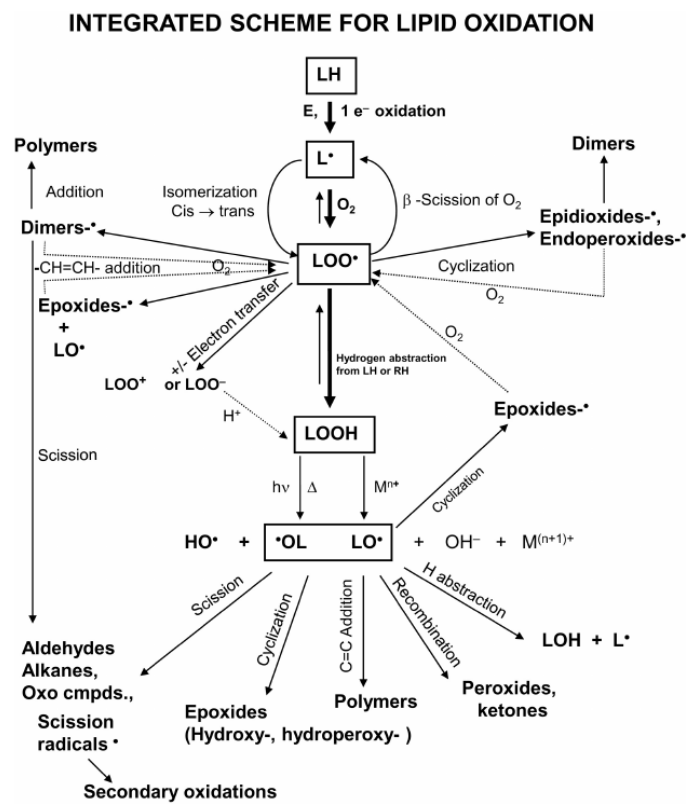 INTEGRATED SCHEME FOR LIPID OXIDATION
LH
E, 1 e⁻ oxidation
L•
Polymers
Dimers
Addition
Isomerization
Cis → trans
O₂
β -Scission of O₂
Dimers-•
Epidioxides-•,
Endoperoxides-•
-CH=CH- addition
O₂
LOO•
Cyclization
O₂
Epoxides-•
+
LO•
+/- Electron transfer
O₂
LOO⁺ or LOO⁻
Hydrogen abstraction
from LH or RH
H⁺
Epoxides-•
LOOH
Scission
hν Δ
Mⁿ⁺
Cyclization
HO• + •OL LO• + OH⁻ + M⁽ⁿ⁺¹⁾⁺
Scission
Cyclization
C=C Addition
Recombination
H abstraction
LOH + L•
Aldehydes
Alkanes,
Oxo cmpds.,
Scission
radicals •
Epoxides
(Hydroxy-, hydroperoxy- )
Polymers
Peroxides,
ketones
Secondary oxidations